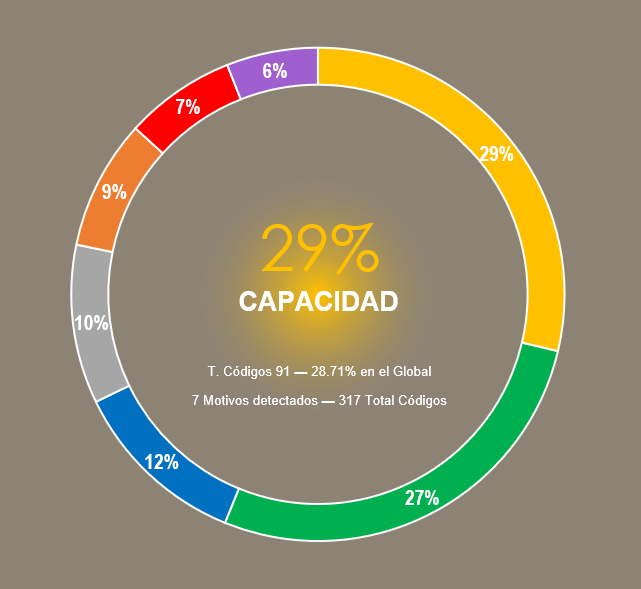 6%
7%
29%
9%
29%
CAPACIDAD
10%
T. Códigos 91 — 28.71% en el Global
7 Motivos detectados — 317 Total Códigos
12%
27%